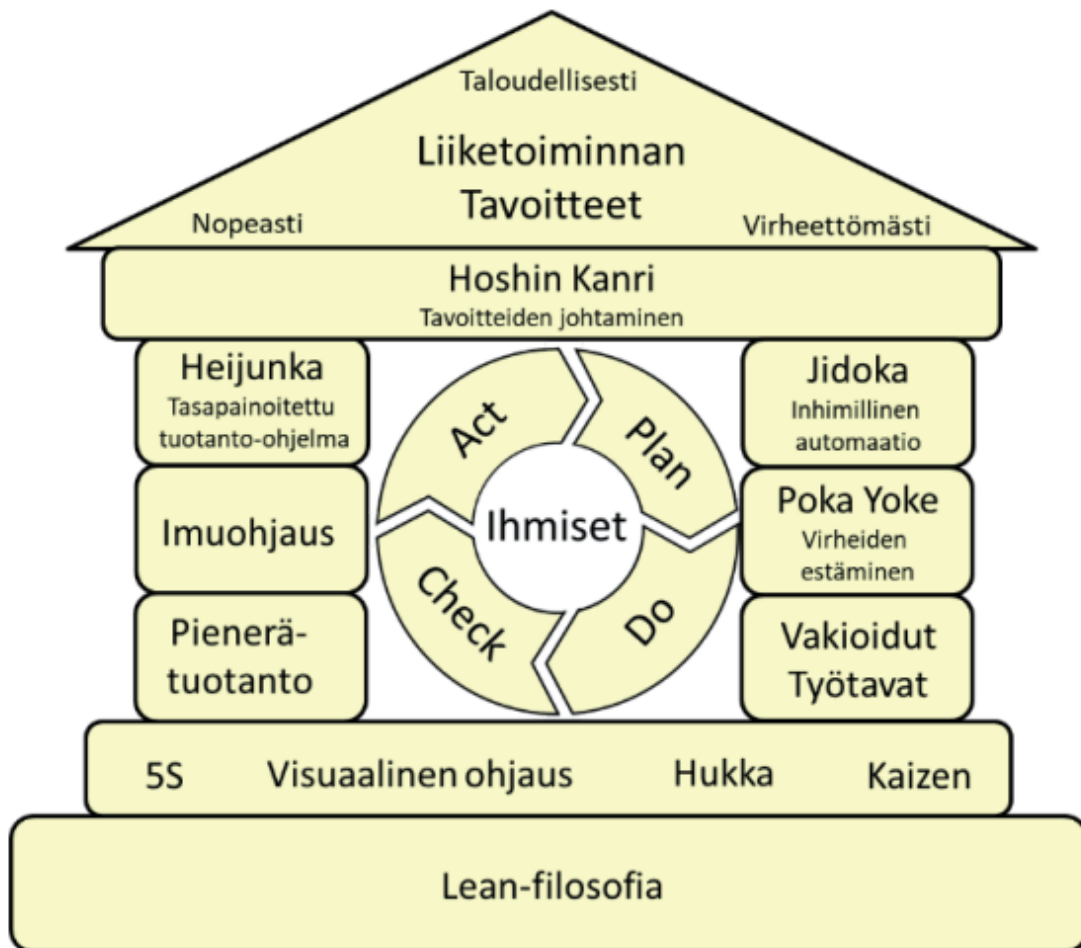 Taloudellisesti
Liiketoiminnan
Tavoitteet
Nopeasti
Virheettömästi
Hoshin Kanri
Tavoitteiden johtaminen
Heijunka
Tasapainoitettu
tuotanto-ohjelma
Imuohjaus
Pienerä-
tuotanto
Act
Plan
Ihmiset
Check
Do
Jidoka
Inhimillinen
automaatio
Poka Yoke
Virheiden
estäminen
Vakioidut
Työtavat
5S Visuaalinen ohjaus Hukka Kaizen
Lean-filosofia